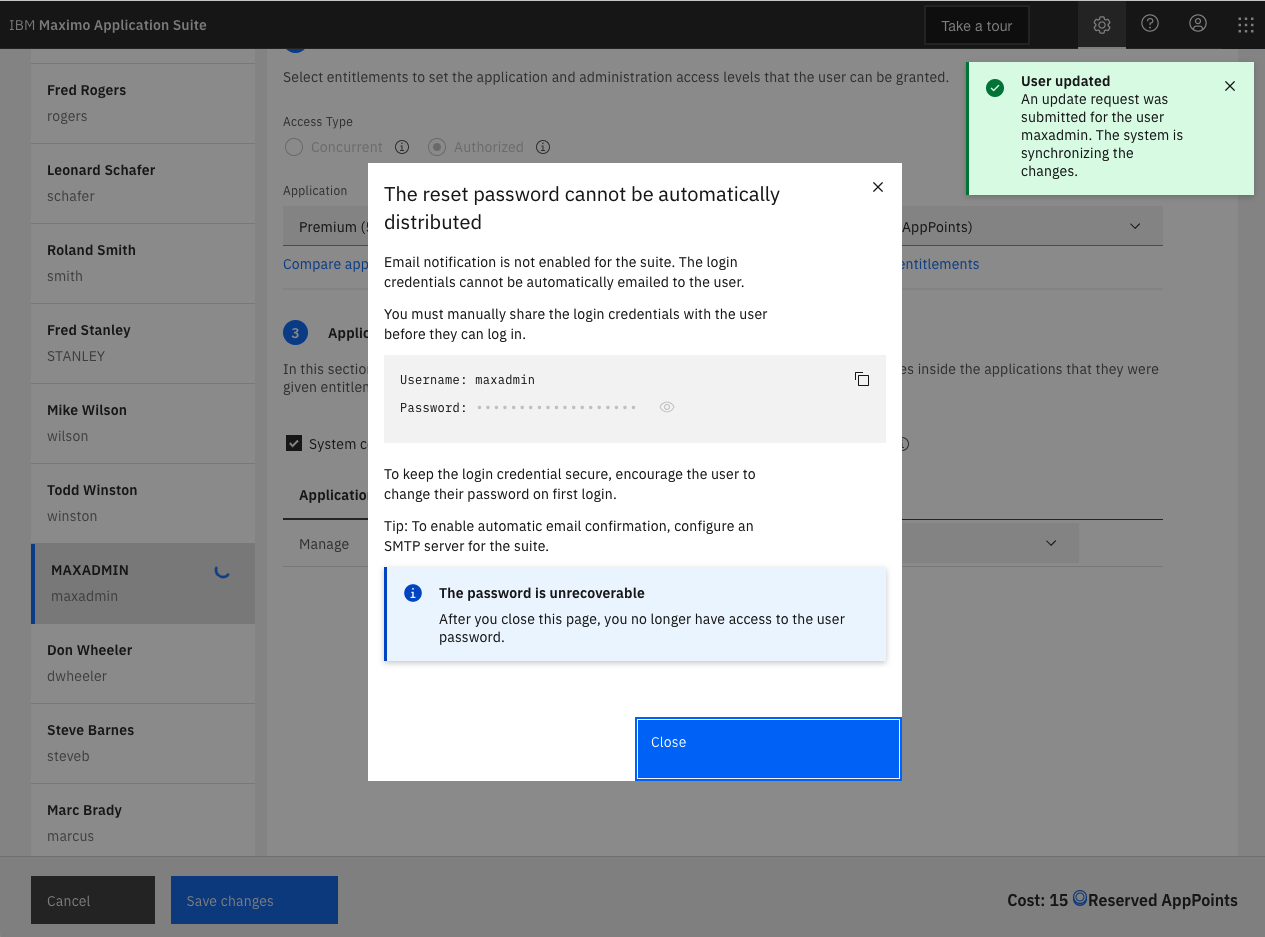 IBM Maximo Application Suite
Take a tour
Fred Rogers
rogers
Leonard Schafer
schafer
Roland Smith
smith
Fred Stanley
STANLEY
Mike Wilson
wilson
Todd Winston
winston
MAXADMIN
maxadmin
Don Wheeler
dwheeler
Steve Barnes
steveb
Marc Brady
marcus
Select entitlements to set the application and administration access levels that the user can be granted.
Access Type
Concurrent
Authorized
Application
Premium
AppPoints)
Compare
entitlements
3
In this
inside the applications that they were
given
System
Manage
User updated
An update request was
submitted for the user
maxadmin. The system is
synchronizing the
changes.
The reset password cannot be automatically
distributed
Email notification is not enabled for the suite. The login
credentials cannot be automatically emailed to the user.
You must manually share the login credentials with the user
before they can log in.
Username: maxadmin
Password: •••••••••••••••••••
To keep the login credential secure, encourage the user to
change their password on first login.
Tip: To enable automatic email confirmation, configure an
SMTP server for the suite.
The password is unrecoverable
After you close this page, you no longer have access to the user
password.
Close
Cancel
Save changes
Cost: 15 Reserved AppPoints